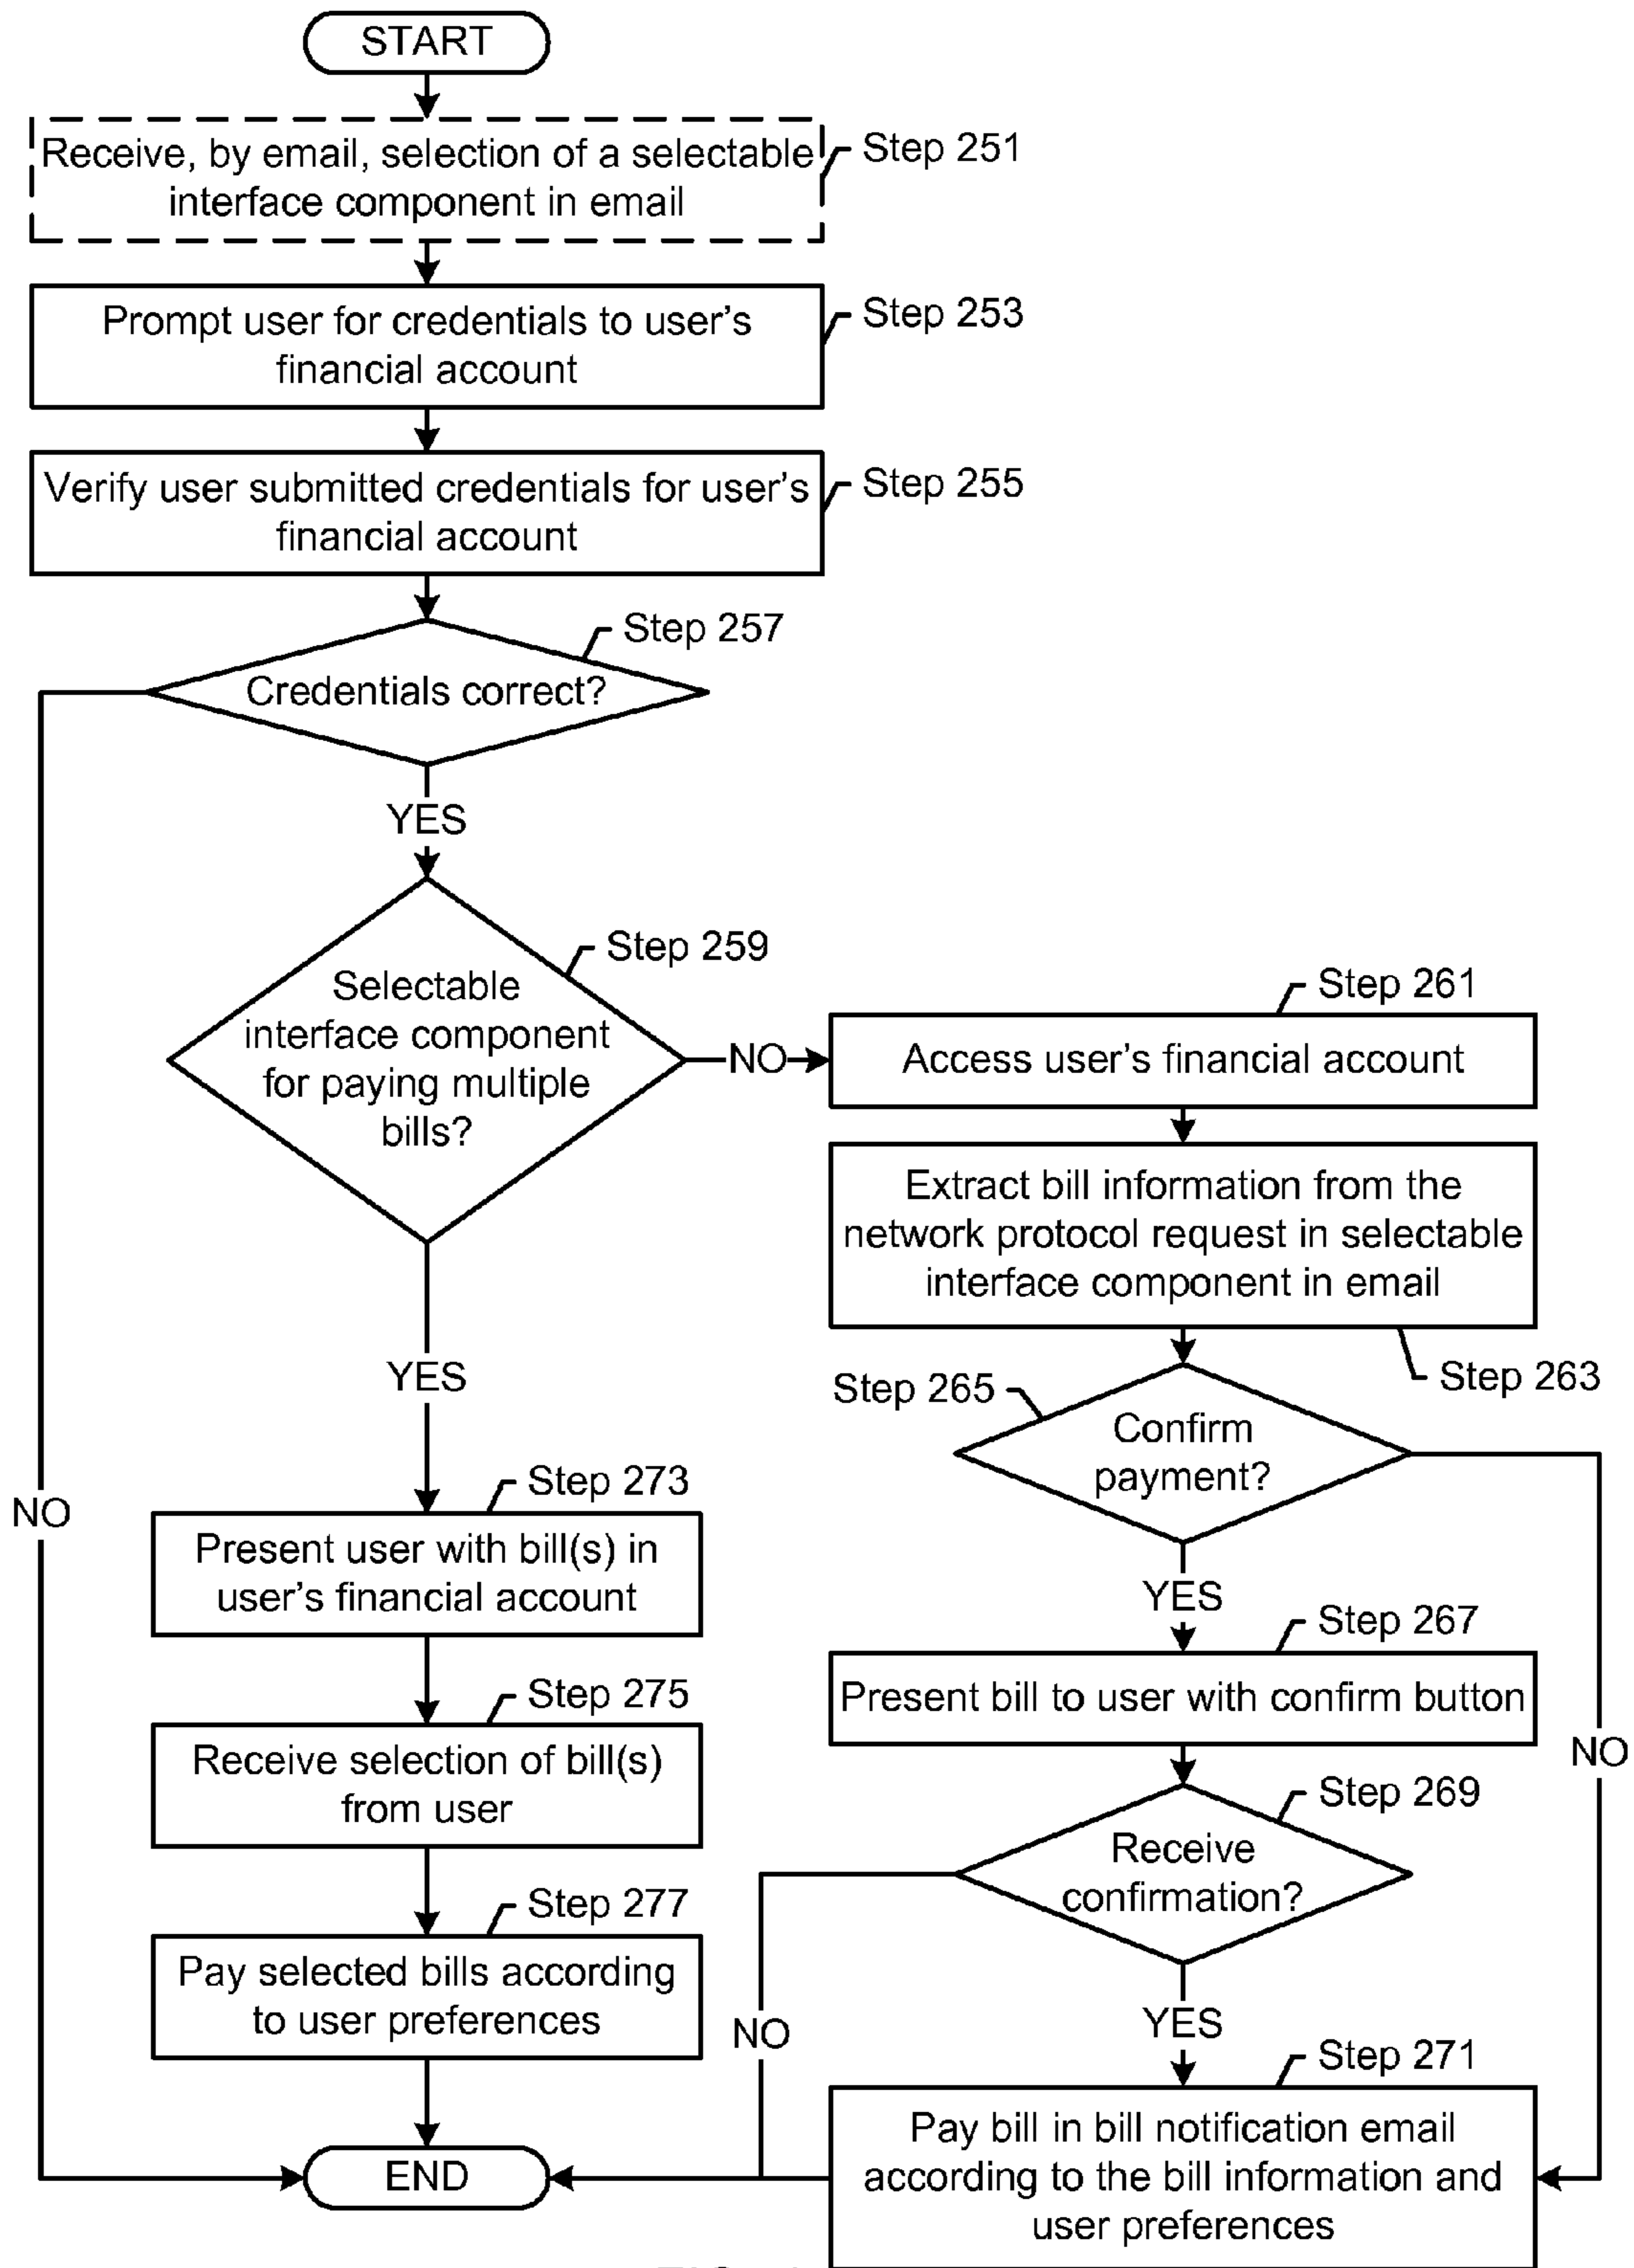 START
Receive, by email, selection of a selectable
interface component in email
Step 251
Prompt user for credentials to user's
financial account
Step 253
Verify user submitted credentials for user's
financial account
Step 255
Step 257
Credentials correct?
YES
Step 259
Selectable
interface component
for paying multiple
bills?
NO
Step 261
Access user's financial account
Extract bill information from the
network protocol request in selectable
interface component in email
Step 263
YES
Step 265
Confirm
payment?
Step 273
NO
Present user with bill(s) in
user's financial account
YES
Step 267
Present bill to user with confirm button
NO
Step 275
Receive selection of bill(s)
from user
Step 269
Receive
confirmation?
Step 277
Pay selected bills according
to user preferences
NO
YES
Step 271
Pay bill in bill notification email
according to the bill information and
user preferences
END